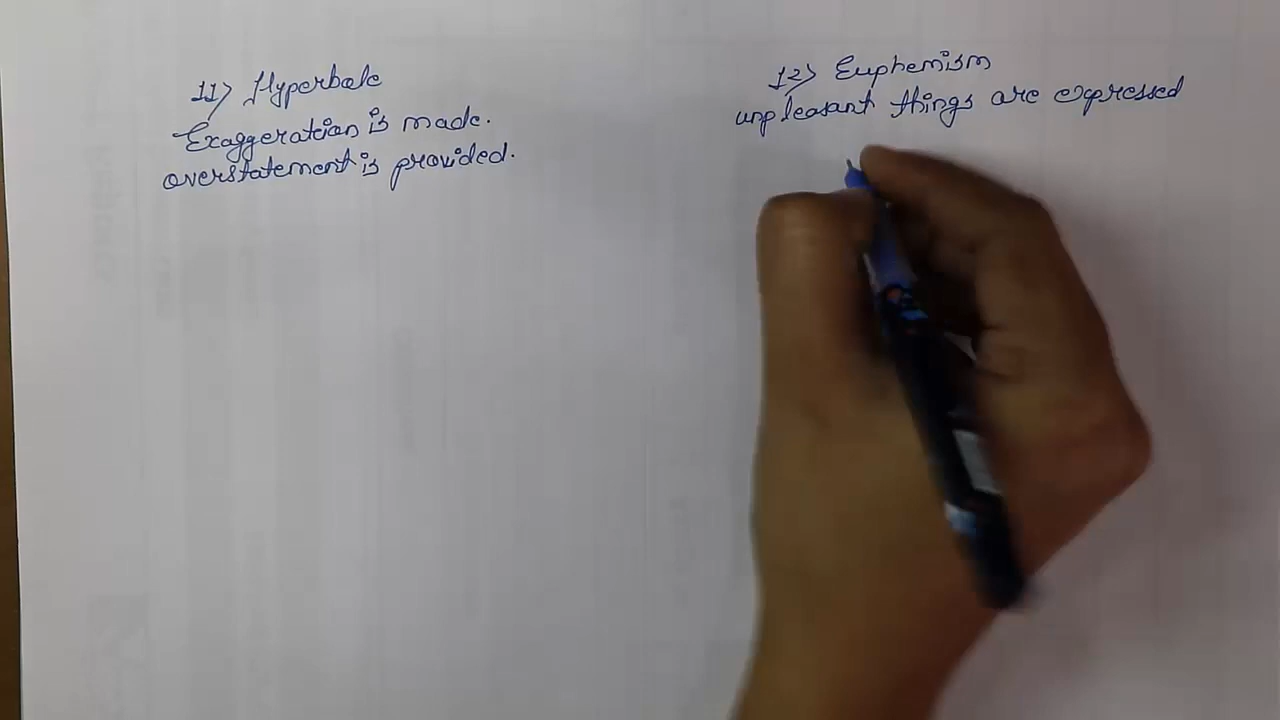 11) Hyperbole
Exaggeration is made.
overstatement is provided.
12) Euphemism
unpleasant things are expressed